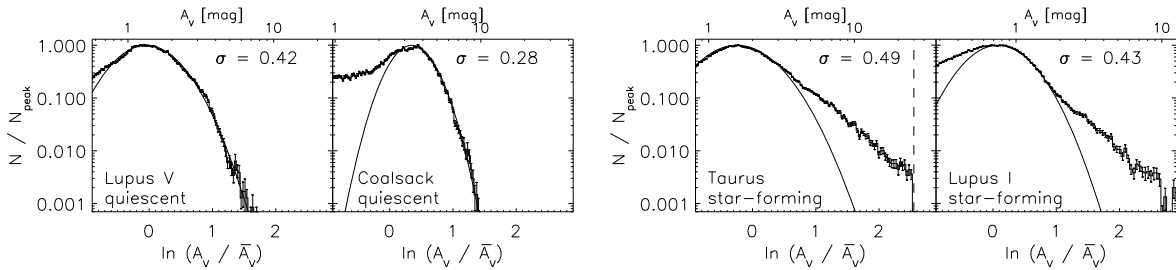 A_v [mag]
A_v [mag]
A_v [mag]
A_v [mag]
1
10
1
10
1
10
1
10
σ = 0.42
σ = 0.28
σ = 0.49
σ = 0.43
1.000
0.100
0.010
0.001
N / N_peak
1.000
0.100
0.010
0.001
N / N_peak
Lupus V
quiescent
Coalsack
quiescent
Taurus
star-forming
Lupus I
star-forming
0
1
2
0
1
2
0
1
2
0
1
2
ln (A_v / Ā_v)
ln (A_v / Ā_v)
ln (A_v / Ā_v)
ln (A_v / Ā_v)